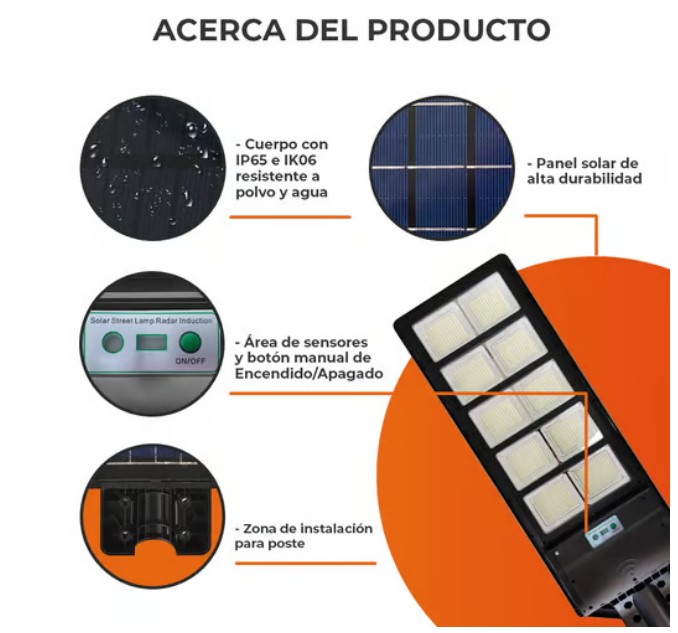 ACERCA DEL PRODUCTO
- Cuerpo con
IP65 e IK06
resistente a
polvo y agua
- Panel solar de
alta durabilidad
Solar Street Lamp Radar Induction
ON/OFF
- Área de sensores
y botón manual de
Encendido/Apagado
- Zona de instalación
para poste